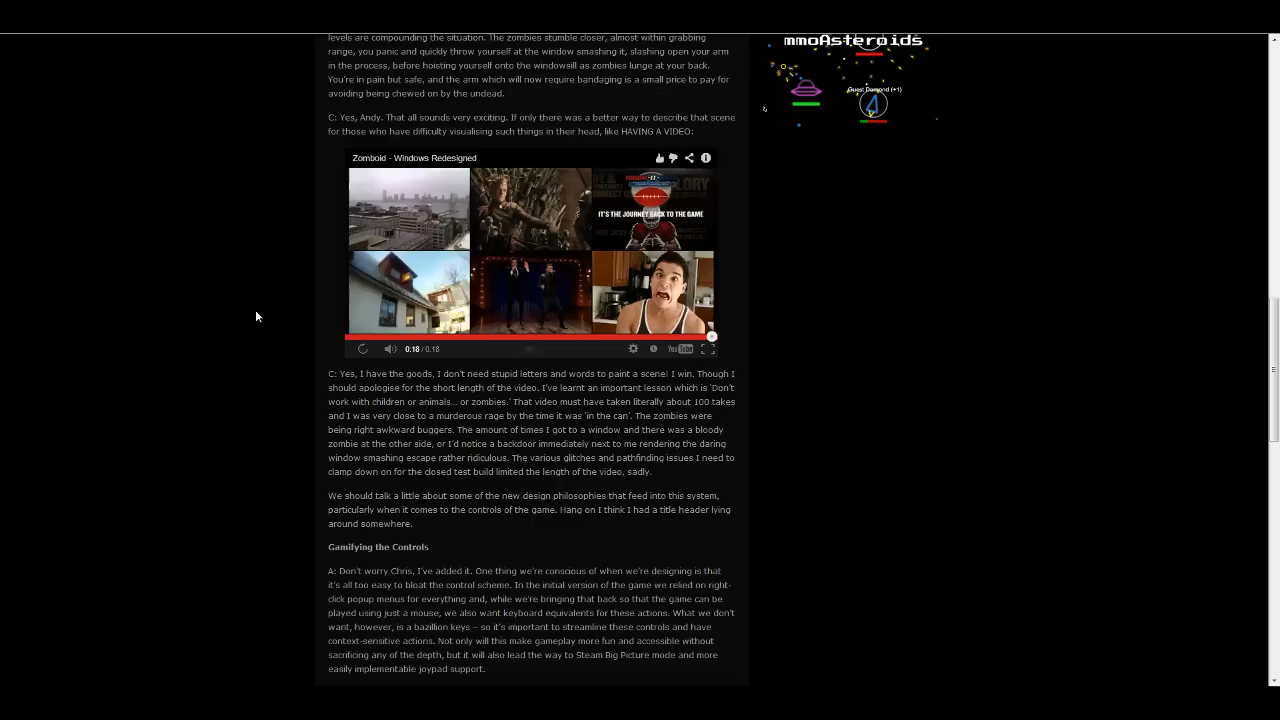 levels are compounding the situation. The zombies stumble closer, almost within grabbing
range, you panic and quickly throw yourself at the window smashing it, slashing open your arm
in the process, before hoisting yourself onto the windowsill as zombies lunge at your back.
You're in pain but safe, and the arm which will now require bandaging is a small price to pay for
avoiding being chewed on by the undead.
C: Yes, Andy. That all sounds very exciting. If only there was a better way to describe that scene
for those who have difficulty visualising such things in their head, like HAVING A VIDEO:
Zomboid - Windows Redesigned
IT'S THE JOURNEY BACK TO THE GAME
0:18 / 0:18
YouTube
C: Yes, I have the goods, I don't need stupid letters and words to paint a scene! I win. Though I
should apologise for the short length of the video. I've learnt an important lesson which is 'Don't
work with children or animals... or zombies.' That video must have taken literally about 100 takes
and I was very close to a murderous rage by the time it was 'in the can'. The zombies were
being right awkward buggers. The amount of times I got to a window and there was a bloody
zombie at the other side, or I'd notice a backdoor immediately next to me rendering the daring
window smashing escape rather ridiculous. The various glitches and pathfinding issues I need to
clamp down on for the closed test build limited the length of the video, sadly.
We should talk a little about some of the new design philosophies that feed into this system,
particularly when it comes to the controls of the game. Hang on I think I had a title header lying
around somewhere.
Gamifying the Controls
A: Don't worry Chris, I've added it. One thing we're conscious of when we're designing is that
it's all too easy to bloat the control scheme. In the initial version of the game we relied on right-
click popup menus for everything and, while we're bringing that back so that the game can be
played using just a mouse, we also want keyboard equivalents for these actions. What we don't
want, however, is a bazillion keys – so it's important to streamline these controls and have
context-sensitive actions. Not only will this make gameplay more fun and accessible without
sacrificing any of the depth, but it will also lead the way to Steam Big Picture mode and more
easily implementable joypad support.
mmoAsteroids
(+1)